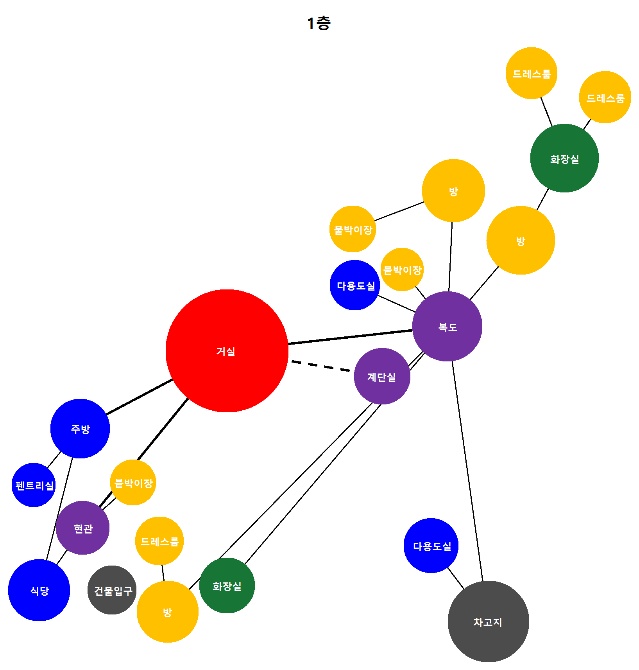 1층
드레스룸
드레스룸
화장실
방
붙박이장
방
붙박이장
다용도실
복도
거실
계단실
주방
펜트리실
붙박이장
현관
드레스룸
다용도실
식당
건물입구
방
화장실
차고지